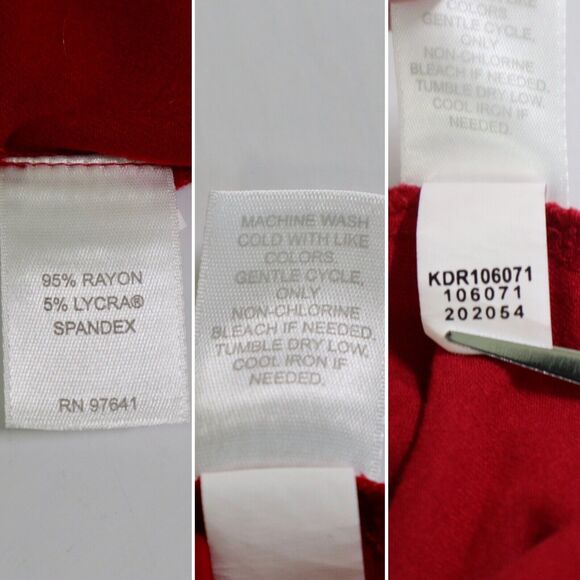 95% RAYON
5% LYCRA®
SPANDEX
RN 97641
MACHINE WASH
COLD WITH LIKE
COLORS.
GENTLE CYCLE,
ONLY
NON-CHLORINE
BLEACH IF NEEDED.
TUMBLE DRY LOW.
COOL IRON IF
NEEDED.
LIKE
COLORS.
GENTLE CYCLE,
ONLY
NON-CHLORINE
BLEACH IF NEEDED.
TUMBLE DRY LOW,
COOL IRON IF
NEEDED.
KDR106071
106071
202054